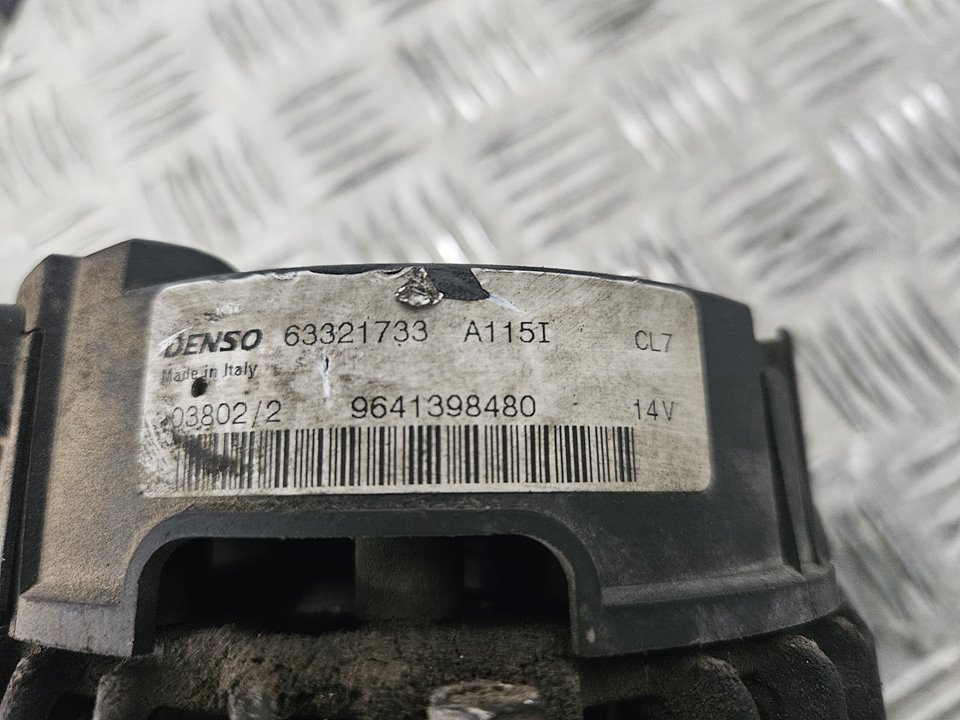 DENSO 63321733 A115I CL7
Made in Italy
03802/2 9641398480 14V